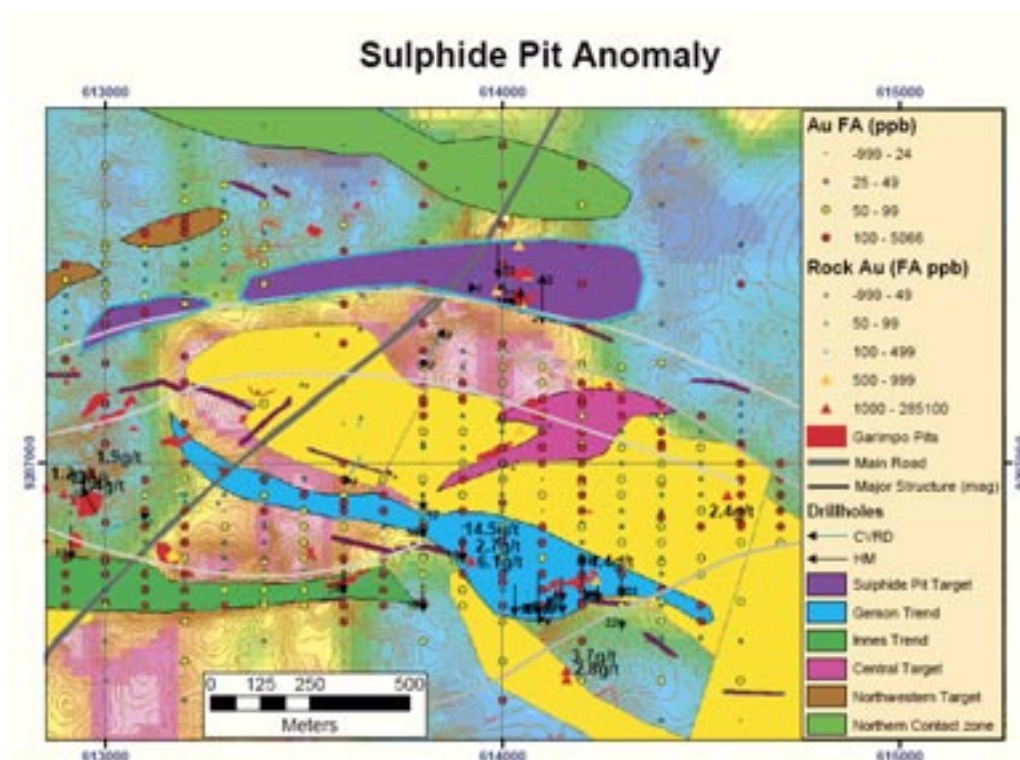 Sulphide Pit Anomaly
613000
614000
615000
Au FA (ppb)
-999 - 24
25 - 49
50 - 99
100 - 5066
Rock Au (FA ppb)
-999 - 49
50 - 99
100 - 499
500 - 999
1000 - 285100
Garimpo Pits
Main Road
Major Structure (mag)
Drillholes
CVRD
HM
Sulphide Pit Target
Gerson Trend
Innes Trend
Central Target
Northwestern Target
Northern Contact zone
1.9g/t
2.4g/t
14.5g/t
2.7g/t
6.1g/t
3.7g/t
2.8g/t
0 125 250 500
Meters
613000
614000
615000